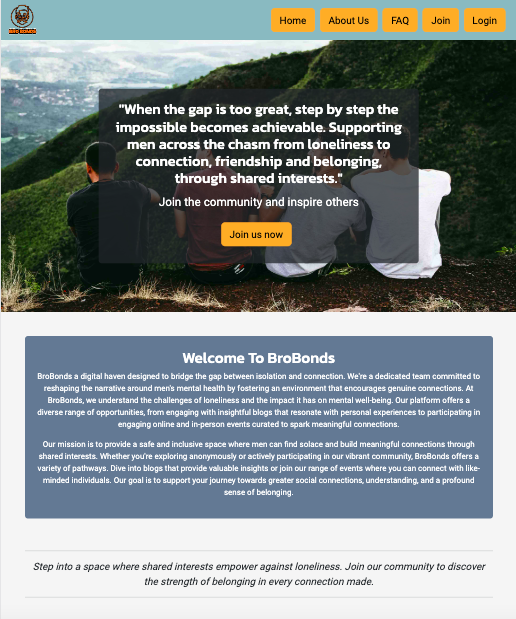 BRO BONDS
Home About Us FAQ Join Login
"When the gap is too great, step by step the
impossible becomes achievable. Supporting
men across the chasm from loneliness to
connection, friendship and belonging,
through shared interests."
Join the community and inspire others
Join us now
Welcome To BroBonds
BroBonds a digital haven designed to bridge the gap between isolation and connection. We're a dedicated team committed to
reshaping the narrative around men's mental health by fostering an environment that encourages genuine connections. At
BroBonds, we understand the challenges of loneliness and the impact it has on mental well-being. Our platform offers a
diverse range of opportunities, from engaging with insightful blogs that resonate with personal experiences to participating in
engaging online and in-person events curated to spark meaningful connections.
Our mission is to provide a safe and inclusive space where men can find solace and build meaningful connections through
shared interests. Whether you're exploring anonymously or actively participating in our vibrant community, BroBonds offers a
variety of pathways. Dive into blogs that provide valuable insights or join our range of events where you can connect with like-
minded individuals. Our goal is to support your journey towards greater social connections, understanding, and a profound
sense of belonging.
Step into a space where shared interests empower against loneliness. Join our community to discover
the strength of belonging in every connection made.